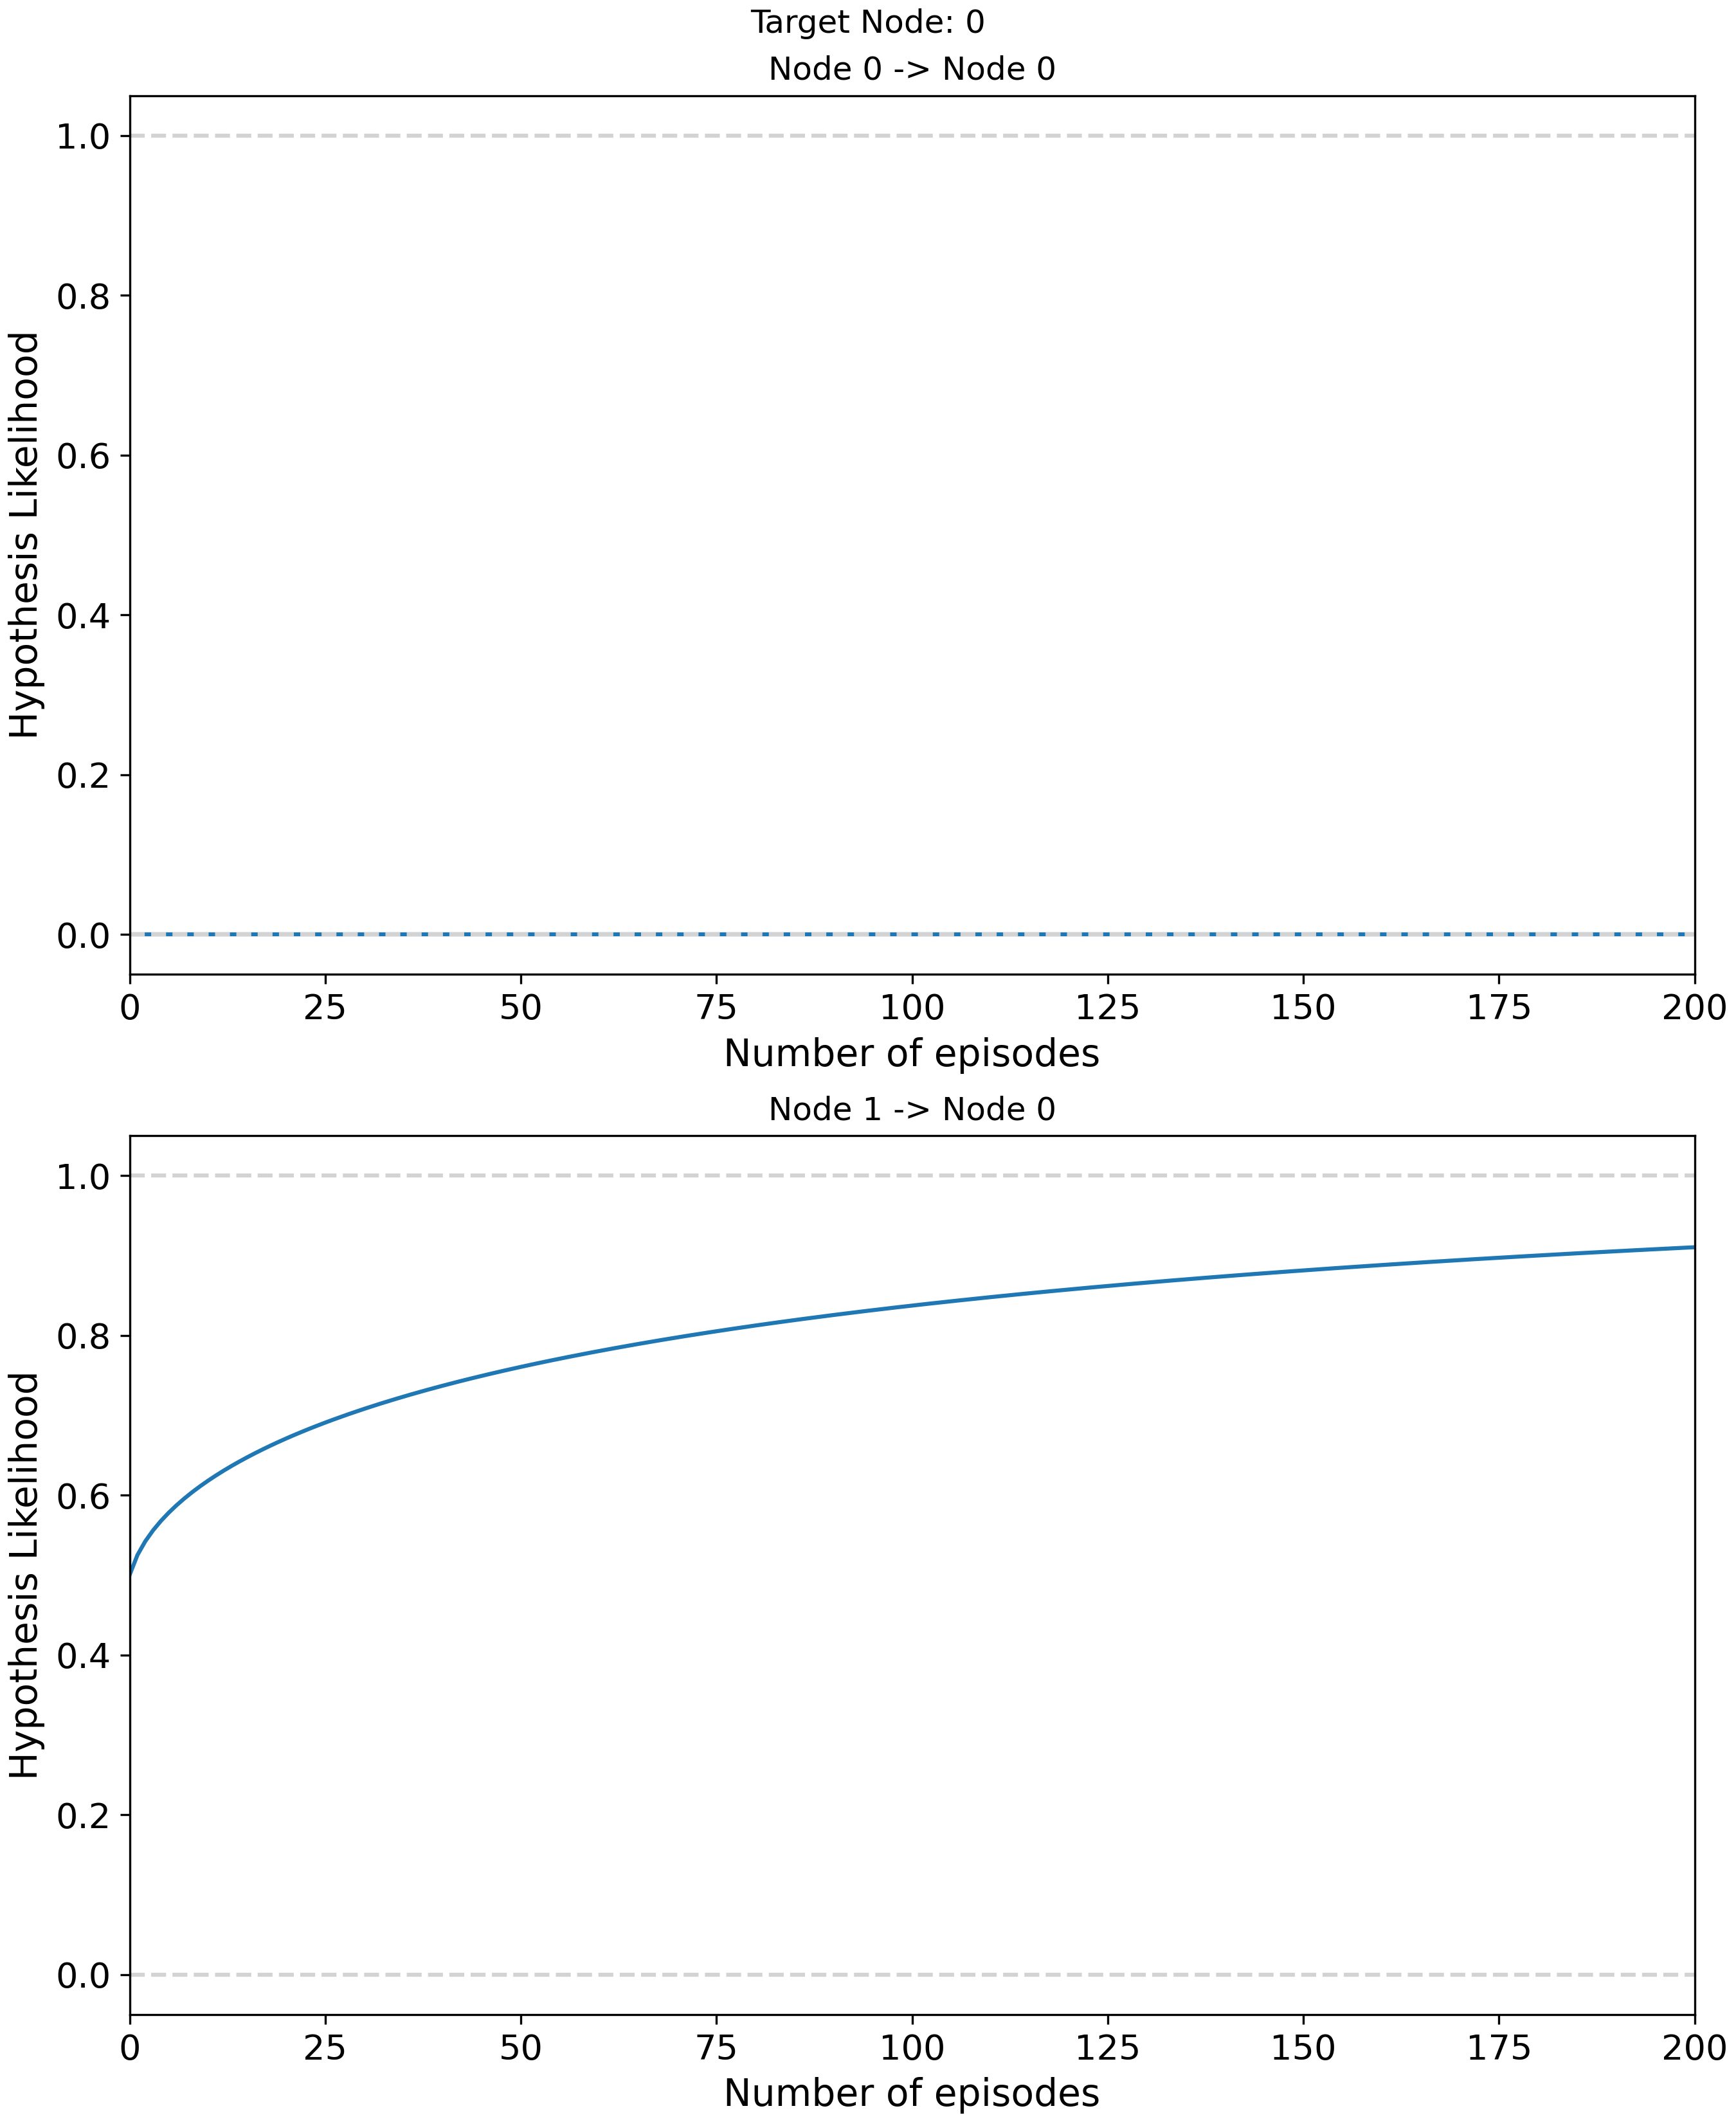 Target Node: 0
Node 0 -> Node 0
1.0
0.8
0.6
0.4
0.2
0.0
Hypothesis Likelihood
0 25 50 75 100 125 150 175 200
Number of episodes
Node 1 -> Node 0
1.0
0.8
0.6
0.4
0.2
0.0
Hypothesis Likelihood
0 25 50 75 100 125 150 175 200
Number of episodes